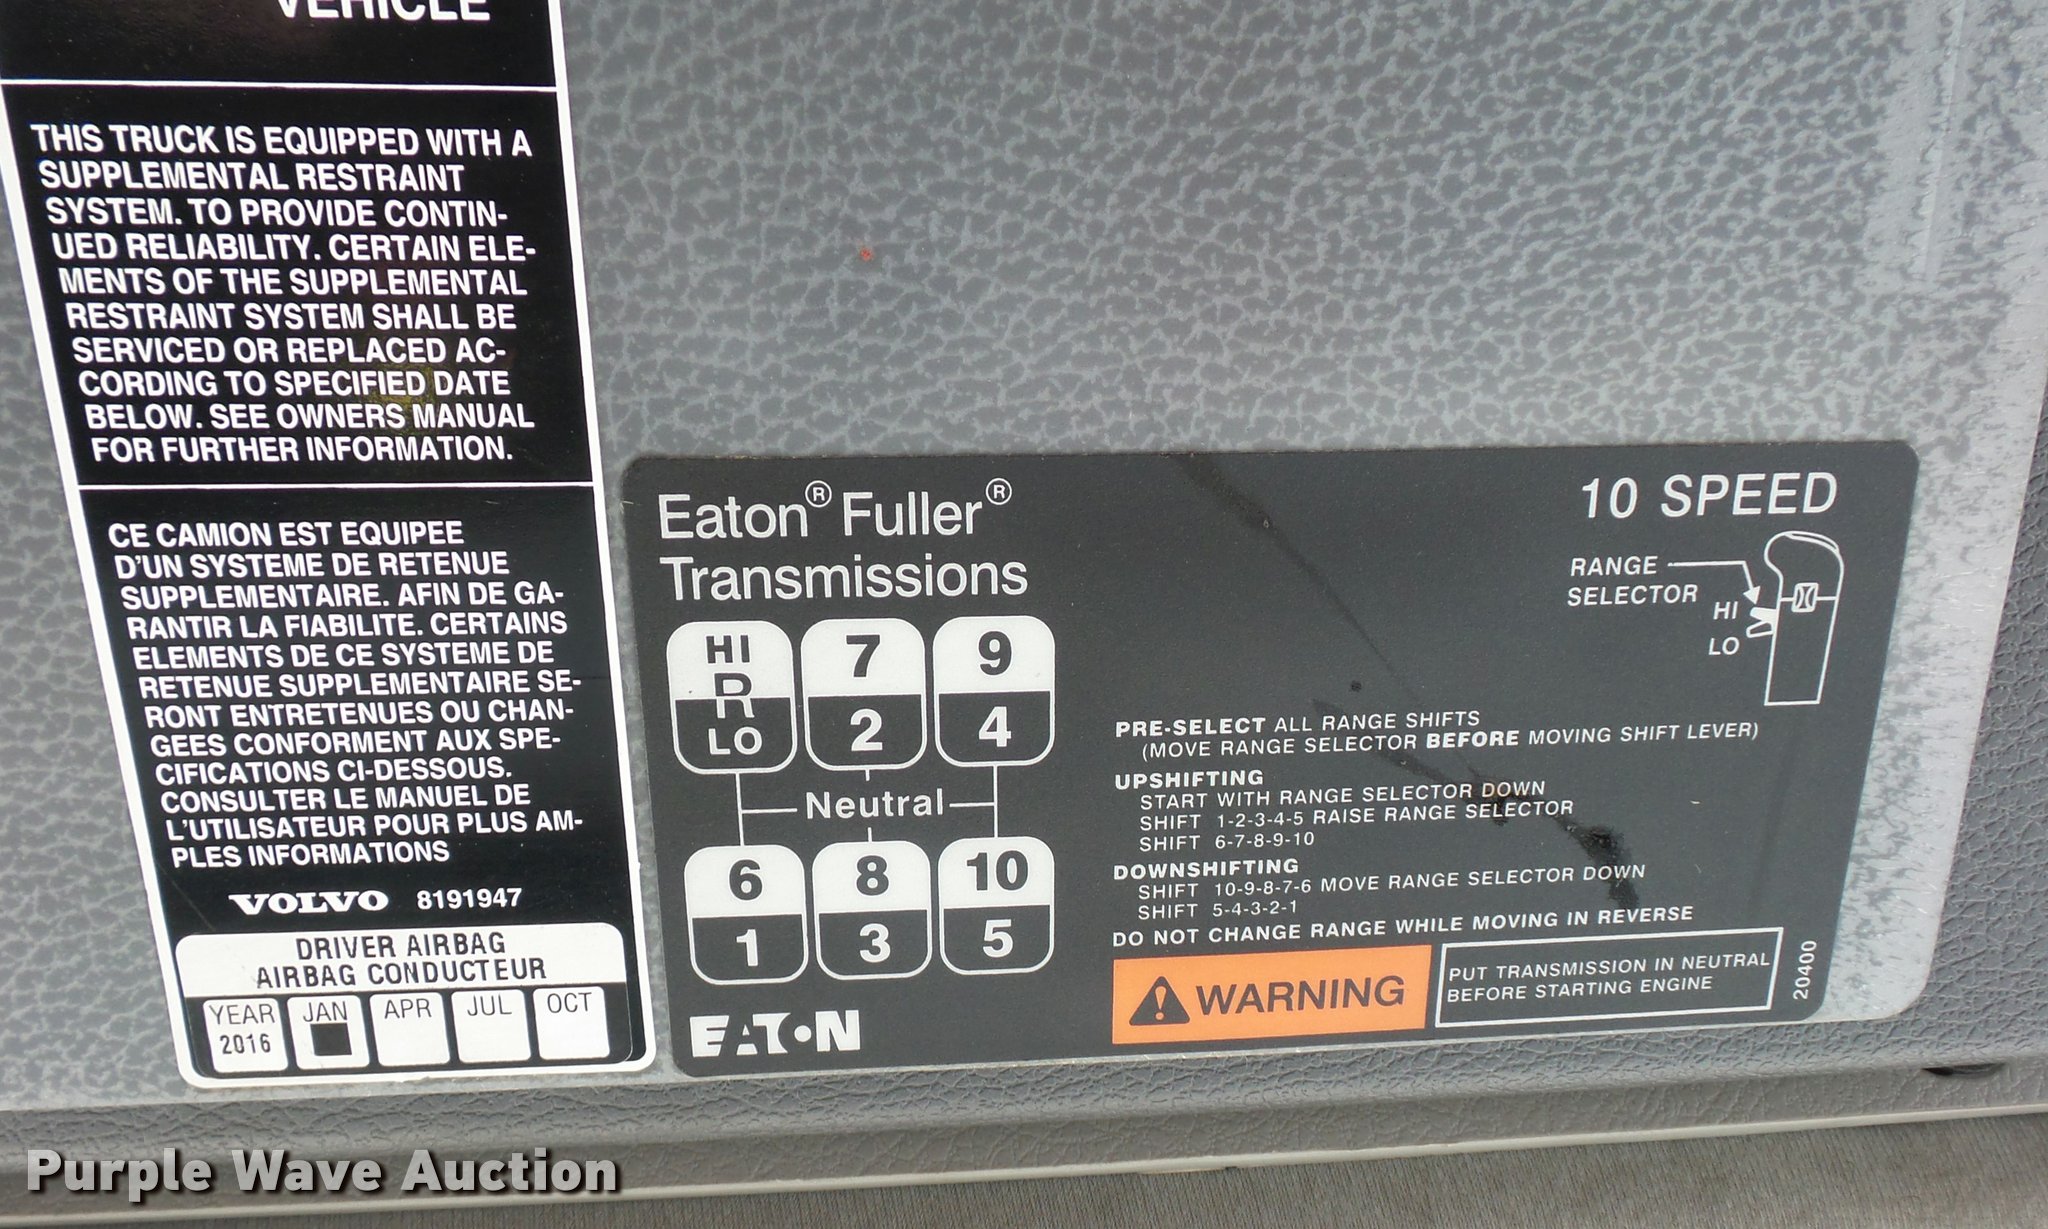 VEHICLE
THIS TRUCK IS EQUIPPED WITH A
SUPPLEMENTAL RESTRAINT
SYSTEM. TO PROVIDE CONTIN-
UED RELIABILITY. CERTAIN ELE-
MENTS OF THE SUPPLEMENTAL
RESTRAINT SYSTEM SHALL BE
SERVICED OR REPLACED AC-
CORDING TO SPECIFIED DATE
BELOW. SEE OWNERS MANUAL
FOR FURTHER INFORMATION.
CE CAMION EST EQUIPEE
D'UN SYSTEME DE RETENUE
SUPPLEMENTAIRE. AFIN DE GA-
RANTIR LA FIABILITE. CERTAINS
ELEMENTS DE CE SYSTEME DE
RETENUE SUPPLEMENTAIRE SE-
RONT ENTRETENUES OU CHAN-
GEES CONFORMENT AUX SPE-
CIFICATIONS CI-DESSOUS.
CONSULTER LE MANUEL DE
L'UTILISATEUR POUR PLUS AM-
PLES INFORMATIONS
VOLVO 8191947
DRIVER AIRBAG
AIRBAG CONDUCTEUR
YEAR JAN APR JUL OCT
2016
Eaton® Fuller®
Transmissions
HI 7 9
R
LO 2 4
Neutral
6 8 10
1 3 5
EATON
10 SPEED
RANGE
SELECTOR
HI
LO
PRE-SELECT ALL RANGE SHIFTS
(MOVE RANGE SELECTOR BEFORE MOVING SHIFT LEVER)
UPSHIFTING
START WITH RANGE SELECTOR DOWN
SHIFT 1-2-3-4-5 RAISE RANGE SELECTOR
SHIFT 6-7-8-9-10
DOWNSHIFTING
SHIFT 10-9-8-7-6 MOVE RANGE SELECTOR DOWN
SHIFT 5-4-3-2-1
DO NOT CHANGE RANGE WHILE MOVING IN REVERSE
WARNING
PUT TRANSMISSION IN NEUTRAL
BEFORE STARTING ENGINE
20400
Purple Wave Auction